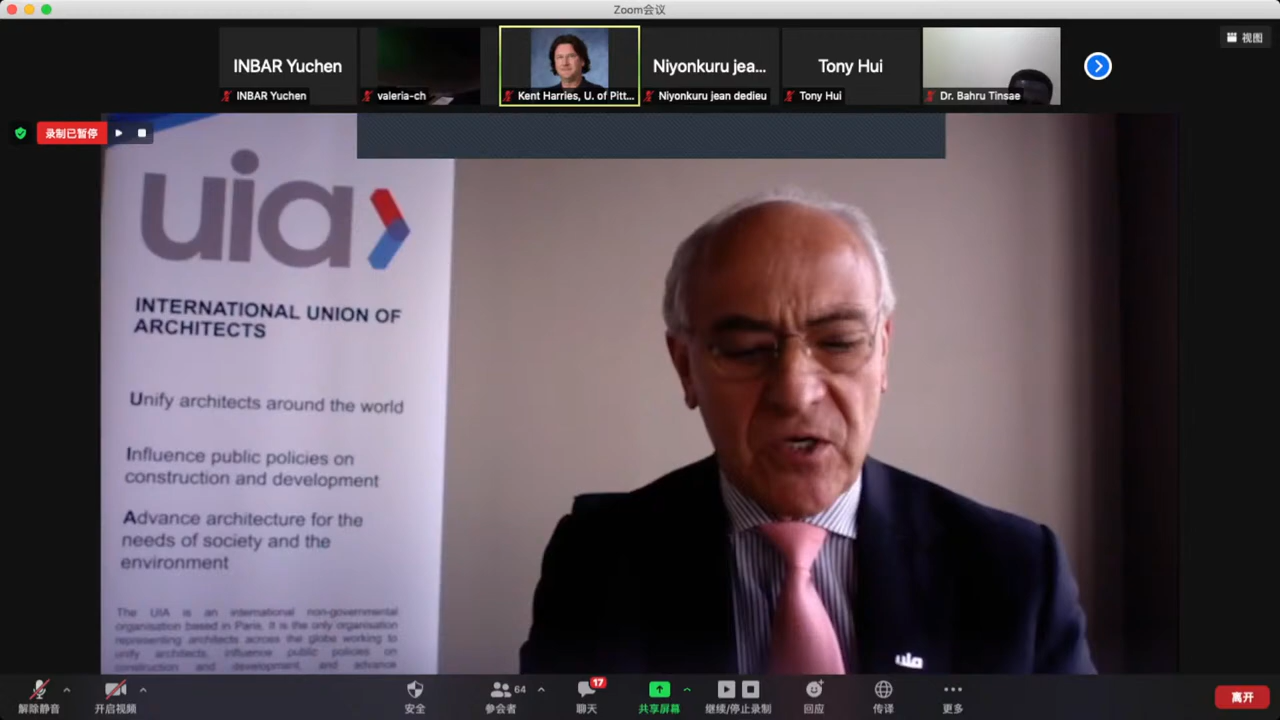 Zoom会议
INBAR Yuchen
INBAR Yuchen
valeria-ch
Kent Harries, U. of Pitt...
Niyonkuru jea...
Niyonkuru jean dedieu
Tony Hui
Tony Hui
Dr. Bahru Tinsae
视图
录制已暂停
uia
INTERNATIONAL UNION OF
ARCHITECTS
Unify architects around the world
Influence public policies on
construction and development
Advance architecture for the
needs of society and the
environment
The UIA is an international non-governmental
organisation based in Paris. It is the only organisation
representing architects across the globe working to
unify architects, influence public policies on
construction and development, and advance
uia
解除静音
开启视频
安全
64
参会者
17
聊天
共享屏幕
继续/停止录制
回应
传译
更多
离开